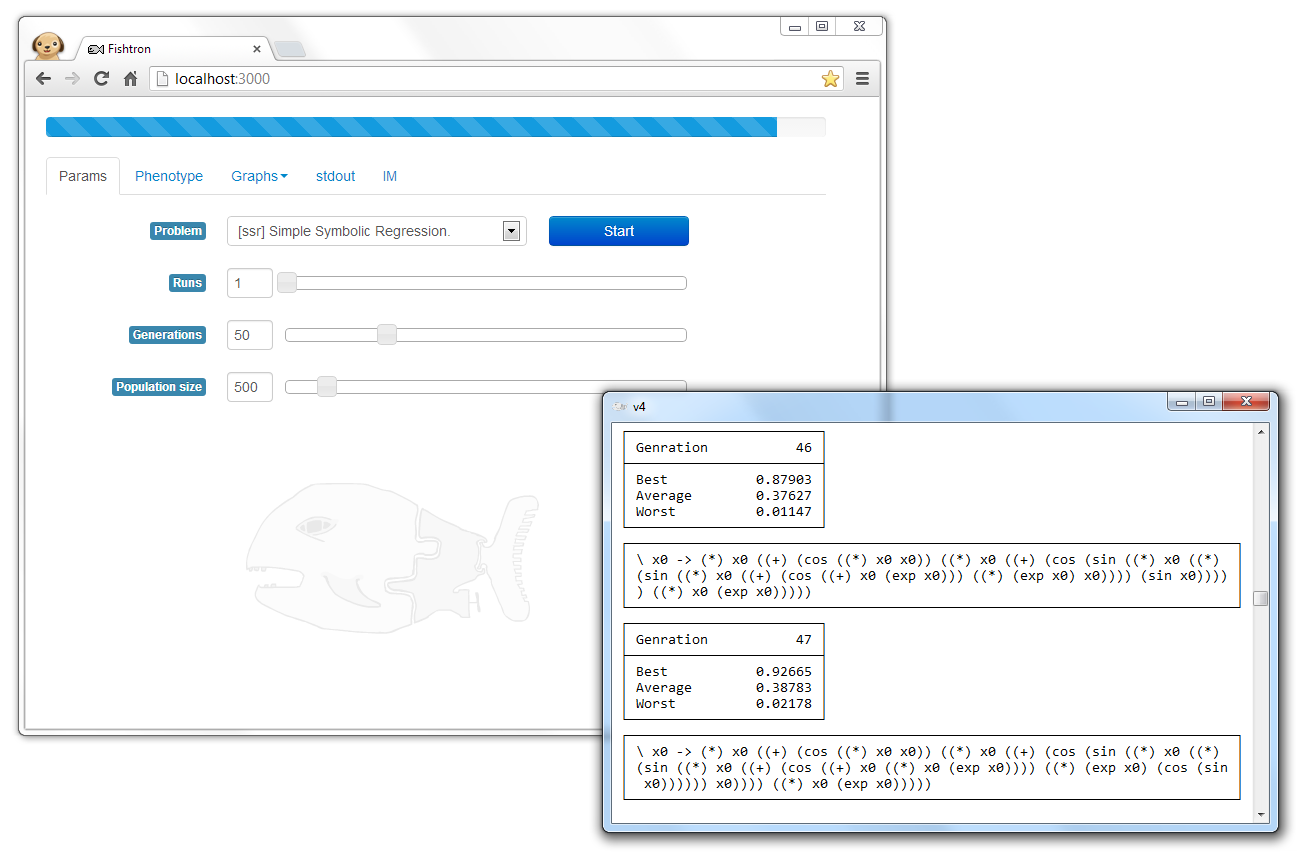 Fishtron
localhost:3000
Params Phenotype Graphs stdout IM
Problem [ssr] Simple Symbolic Regression. Start
Runs 1
Generations 50
Population size 500
v4
Genration 46
Best 0.87903
Average 0.37627
Worst 0.01147
\ x0 -> (*) x0 ((+) (cos ((*) x0 x0)) ((*) x0 ((+) (cos (sin ((*) x0 ((*)
(sin ((*) x0 ((+) (cos ((+) x0 (exp x0))) ((*) (exp x0) x0)))) (sin x0))))
) ((*) x0 (exp x0)))))
Genration 47
Best 0.92665
Average 0.38783
Worst 0.02178
\ x0 -> (*) x0 ((+) (cos ((*) x0 x0)) ((*) x0 ((+) (cos (sin ((*) x0 ((*)
(sin ((*) x0 ((+) (cos ((+) x0 ((*) x0 (exp x0)))) ((*) (exp x0) (cos (sin
x0)))))) x0)))) ((*) x0 (exp x0)))))